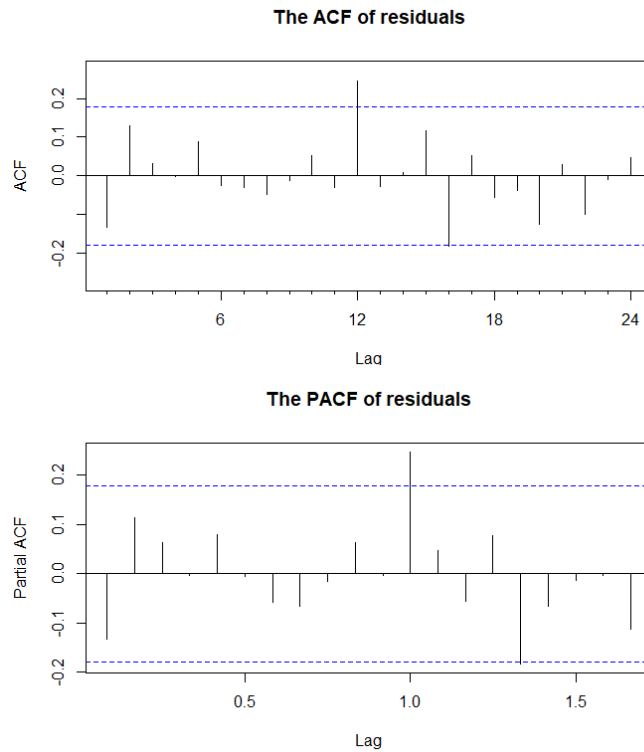 The ACF of residuals
ACF
0.2
0.1
0.0
-0.2
6
12
18
24
Lag
The PACF of residuals
Partial ACF
0.2
0.1
0.0
-0.1
-0.2
0.5
1.0
1.5
Lag